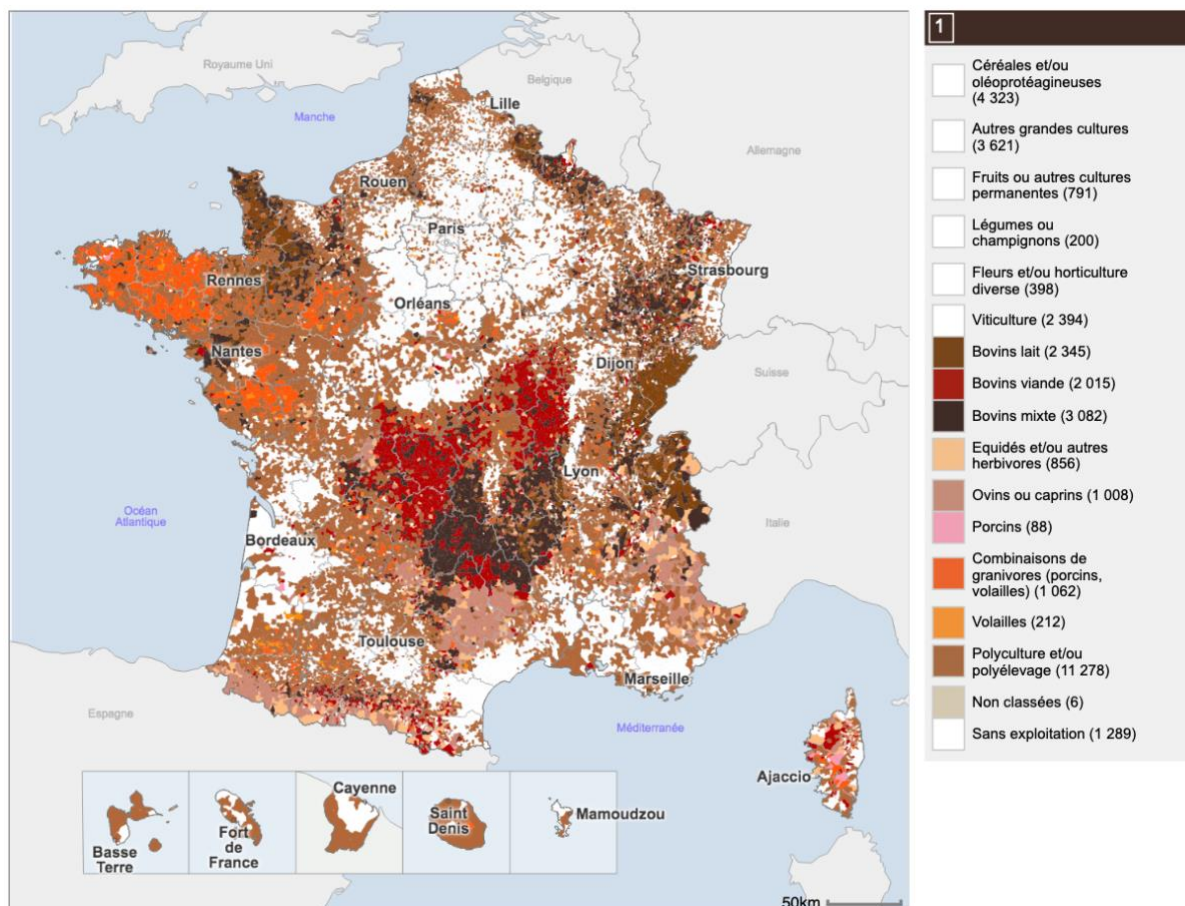 Royaume Uni
Belgique
Lille
Manche
Allemagne
Rouen
Paris
Strasbourg
Rennes
Orléans
Nantes
Dijon
Suisse
Lyon
Océan
Atlantique
Italie
Bordeaux
Toulouse
Marseille
Espagne
Méditerranée
Ajaccio
Cayenne
Basse
Terre
Fort
de
France
Saint
Denis
Mamoudzou
50km
1
Céréales et/ou
oléoprotéagineuses
(4 323)
Autres grandes cultures
(3 621)
Fruits ou autres cultures
permanentes (791)
Légumes ou
champignons (200)
Fleurs et/ou horticulture
diverse (398)
Viticulture (2 394)
Bovins lait (2 345)
Bovins viande (2 015)
Bovins mixte (3 082)
Equidés et/ou autres
herbivores (856)
Ovins ou caprins (1 008)
Porcins (88)
Combinaisons de
granivores (porcins,
volailles) (1 062)
Volailles (212)
Polyculture et/ou
polyélevage (11 278)
Non classées (6)
Sans exploitation (1 289)